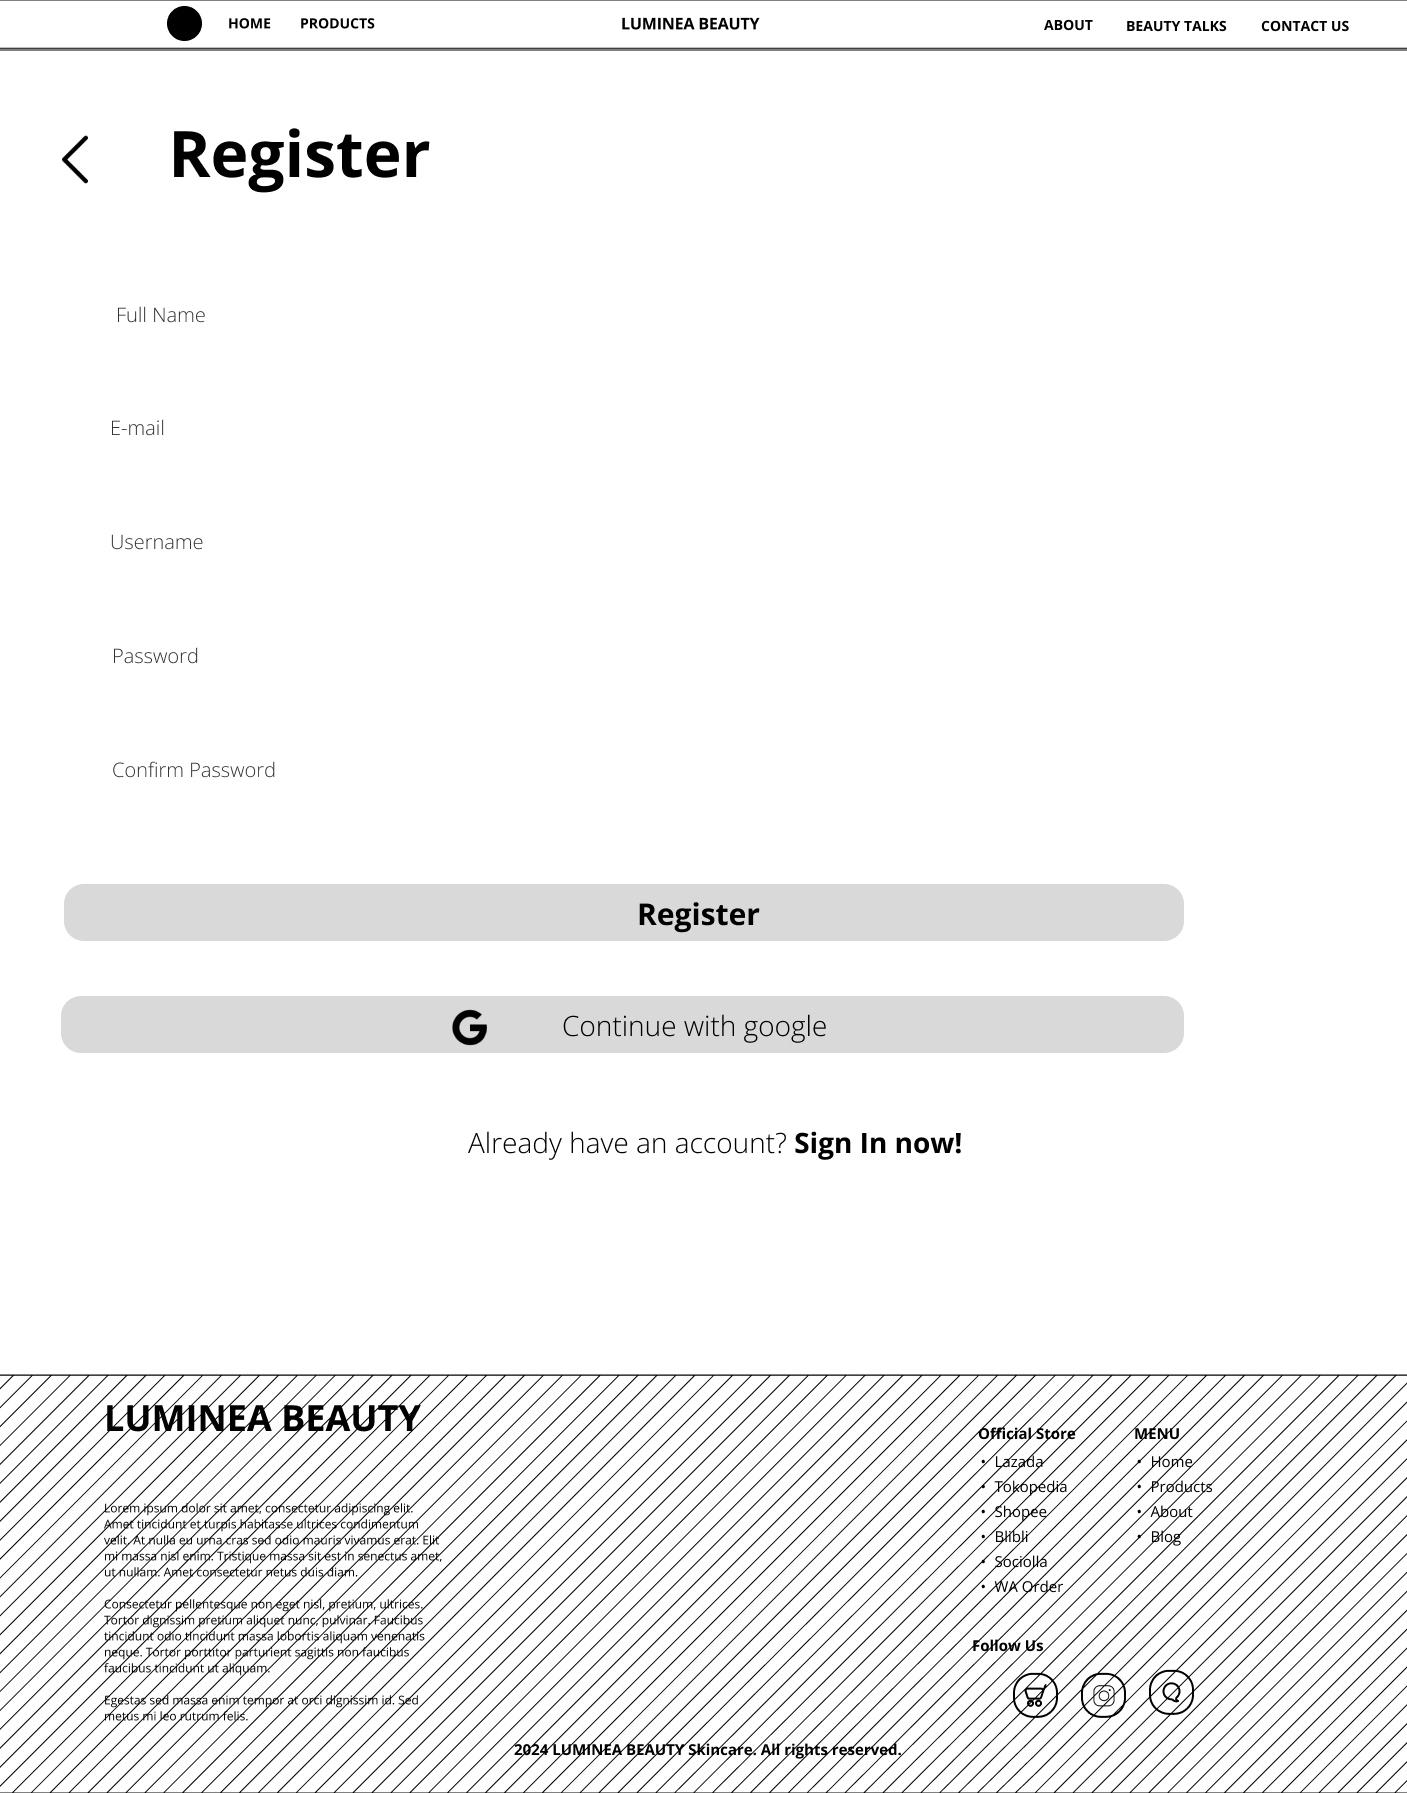 HOME
PRODUCTS
LUMINEA BEAUTY
ABOUT
BEAUTY TALKS
CONTACT US
Register
Full Name
E-mail
Username
Password
Confirm Password
Register
G
Continue with google
Already have an account? Sign In now!
LUMINEA BEAUTY
Lorem ipsum dolor sit amet, consectetur adipiscing elit.
Amet tincidunt et turpis habitasse ultrices condimentum
velit. At nulla eu urna cras sed odio mauris vivamus erat. Elit
mi massa nisl enim. Tristique massa sit est in senectus amet,
ut nullam. Amet consectetur netus duis diam.
Consectetur pellentesque non eget nisl, pretium, ultrices.
Tortor dignissim pretium aliquet nunc, pulvinar. Faucibus
tincidunt odio tincidunt massa lobortis aliquam venenatis
neque. Tortor porttitor parturient sagittis non faucibus
faucibus tincidunt ut aliquam.
Egestas sed massa enim tempor at orci dignissim id. Sed
metus mi leo rutrum felis.
Official Store
• Lazada
• Tokopedia
• Shopee
• Blibli
• Sociolla
• WA Order
MENU
• Home
• Products
• About
• Blog
Follow Us
2024 LUMINEA BEAUTY Skincare. All rights reserved.